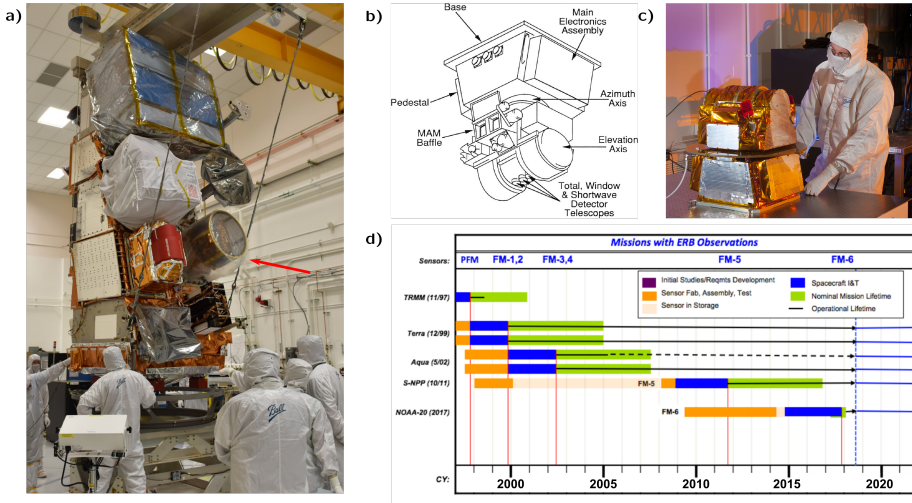 a)
Ball
b)
Base
Main
Electronics
Assembly
Pedestal
Azimuth
Axis
MAM
Baffle
Elevation
Axis
Total, Window
& Shortwave
Detector
Telescopes
c)
d)
Missions with ERB Observations
Sensors: PFM FM-1,2 FM-3,4 FM-5 FM-6
Initial Studies/Reqmts Development
Sensor Fab, Assembly, Test
Sensor in Storage
Spacecraft I&T
Nominal Mission Lifetime
Operational Lifetime
TRMM (11/97)
Terra (12/99)
Aqua (5/02)
S-NPP (10/11) FM-5
NOAA-20 (2017) FM-6
CY: 2000 2005 2010 2015 2020